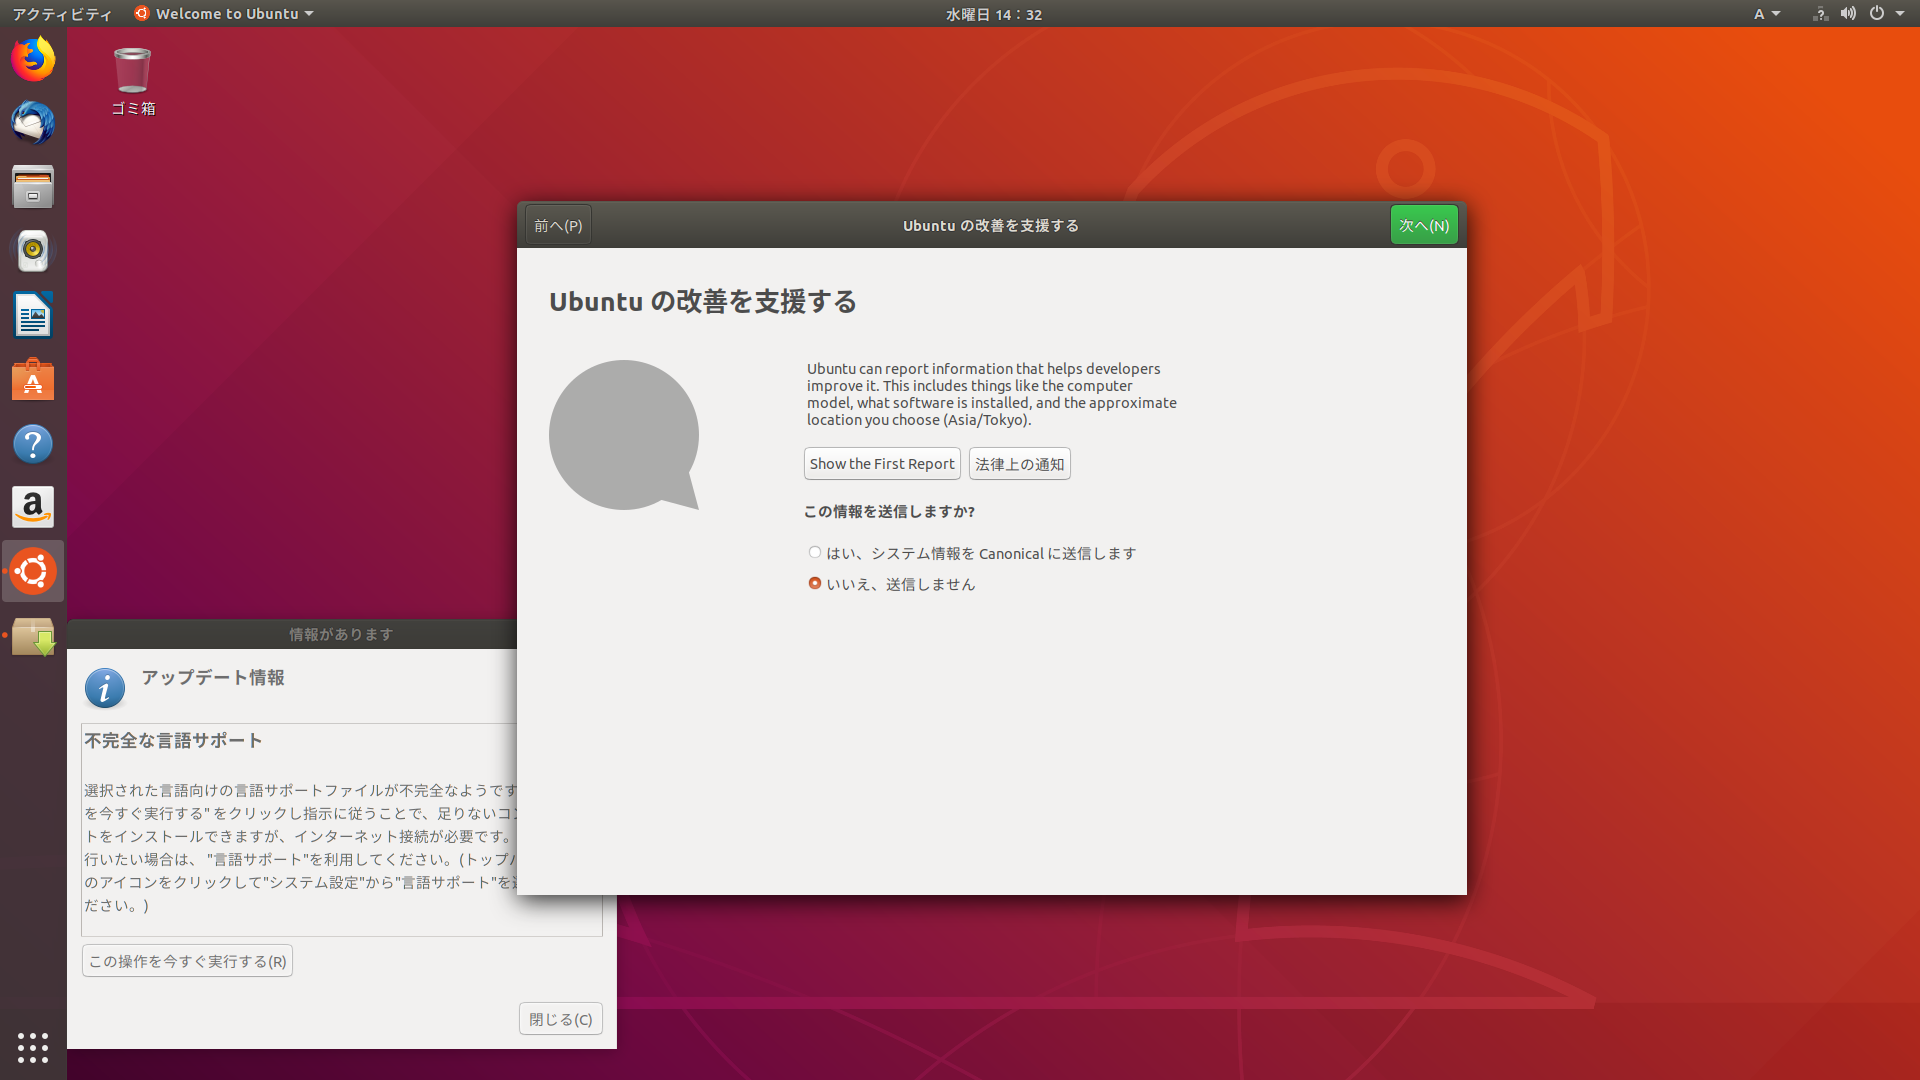 アクティビティ
Welcome to Ubuntu
水曜日 14：32
A
ゴミ箱
前へ(P)
Ubuntu の改善を支援する
次へ(N)
Ubuntu の改善を支援する
Ubuntu can report information that helps developers
improve it. This includes things like the computer
model, what software is installed, and the approximate
location you choose (Asia/Tokyo).
Show the First Report
法律上の通知
この情報を送信しますか?
はい、システム情報を Canonical に送信します
いいえ、送信しません
情報があります
アップデート情報
不完全な言語サポート
選択された言語向けの言語サポートファイルが不完全なようです
を今すぐ実行する" をクリックし指示に従うことで、足りないコン
トをインストールできますが、インターネット接続が必要です。
行いたい場合は、 "言語サポート"を利用してください。(トップ
のアイコンをクリックして"システム設定"から"言語サポート"を
ださい。)
この操作を今すぐ実行する(R)
閉じる(C)